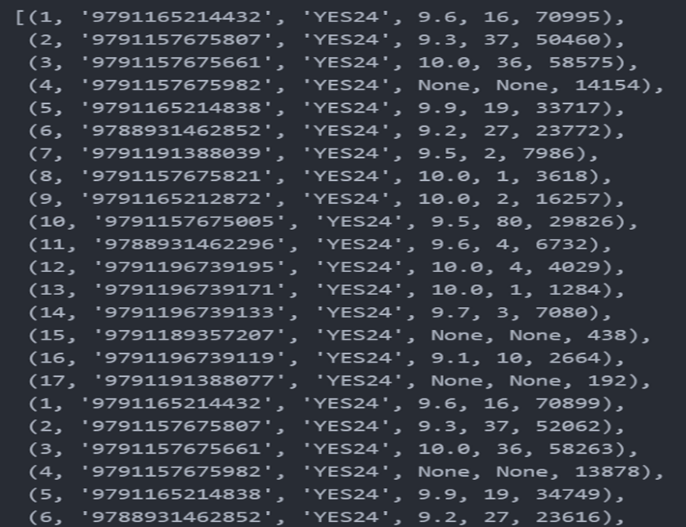 [(1, '9791165214432', 'YES24', 9.6, 16, 70995),
(2, '9791157675807', 'YES24', 9.3, 37, 50460),
(3, '9791157675661', 'YES24', 10.0, 36, 58575),
(4, '9791157675982', 'YES24', None, None, 14154),
(5, '9791165214838', 'YES24', 9.9, 19, 33717),
(6, '9788931462852', 'YES24', 9.2, 27, 23772),
(7, '9791191388039', 'YES24', 9.5, 2, 7986),
(8, '9791157675821', 'YES24', 10.0, 1, 3618),
(9, '9791165212872', 'YES24', 10.0, 2, 16257),
(10, '9791157675005', 'YES24', 9.5, 80, 29826),
(11, '9788931462296', 'YES24', 9.6, 4, 6732),
(12, '9791196739195', 'YES24', 10.0, 4, 4029),
(13, '9791196739171', 'YES24', 10.0, 1, 1284),
(14, '9791196739133', 'YES24', 9.7, 3, 7080),
(15, '9791189357207', 'YES24', None, None, 438),
(16, '9791196739119', 'YES24', 9.1, 10, 2664),
(17, '9791191388077', 'YES24', None, None, 192),
(1, '9791165214432', 'YES24', 9.6, 16, 70899),
(2, '9791157675807', 'YES24', 9.3, 37, 52062),
(3, '9791157675661', 'YES24', 10.0, 36, 58263),
(4, '9791157675982', 'YES24', None, None, 13878),
(5, '9791165214838', 'YES24', 9.9, 19, 34749),
(6, '9788931462852', 'YES24', 9.2, 27, 23616),